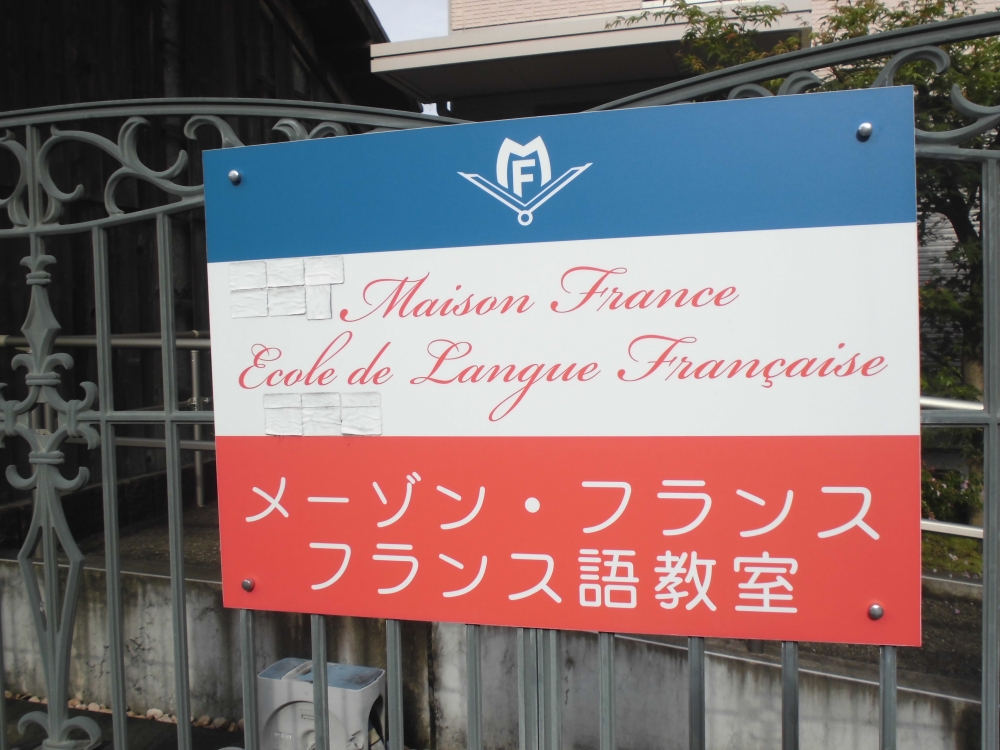 MF
Maison France
Ecole de Langue Française
メーゾン・フランス
フランス語教室